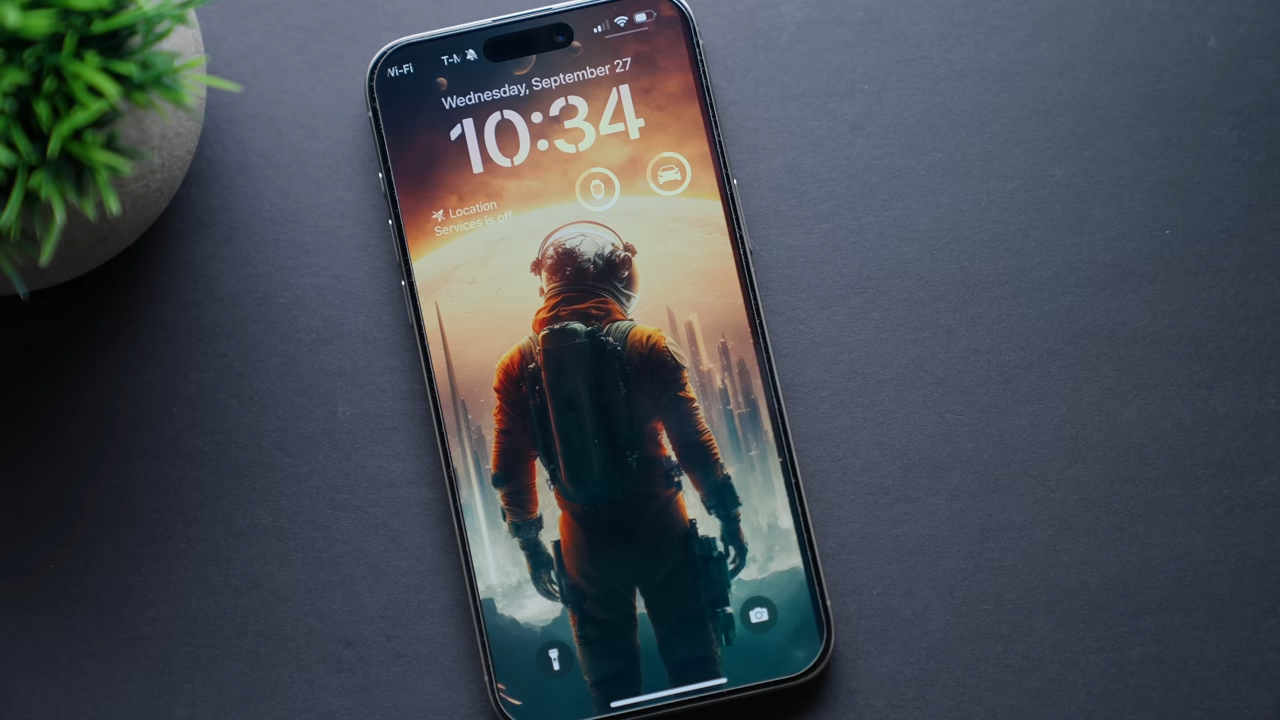 Wi-Fi T-M
Wednesday, September 27
10:34
Location
Services is off